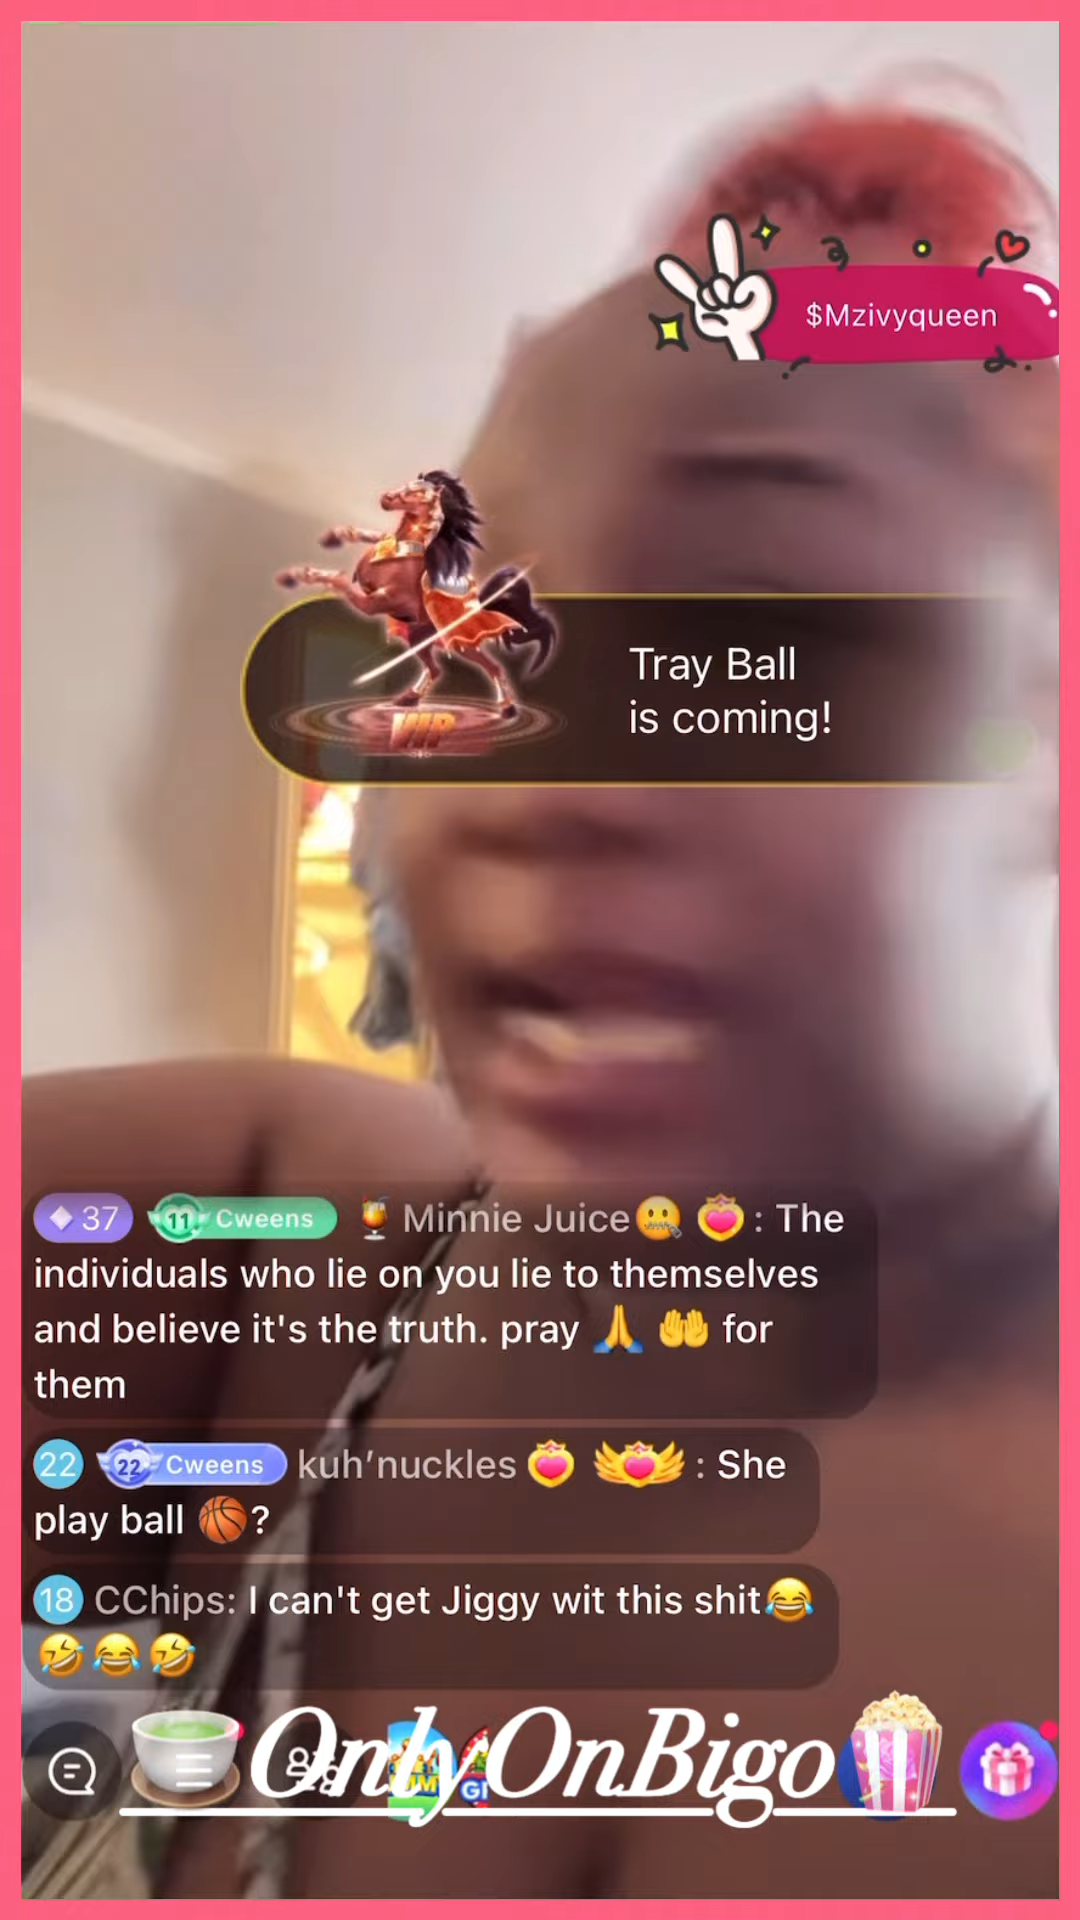 $Mzivyqueen
Tray Ball
is coming!
VIP
37 11 Cweens 🍹 Minnie Juice🤐 💗 : The
individuals who lie on you lie to themselves
and believe it's the truth. pray 🙏 🤲 for
them
22 22 Cweens kuh’nuckles 💗 💗 : She
play ball 🏀?
18 CChips: I can't get Jiggy wit this shit😂
🤣😂🤣
OnlyOnBigo🍿